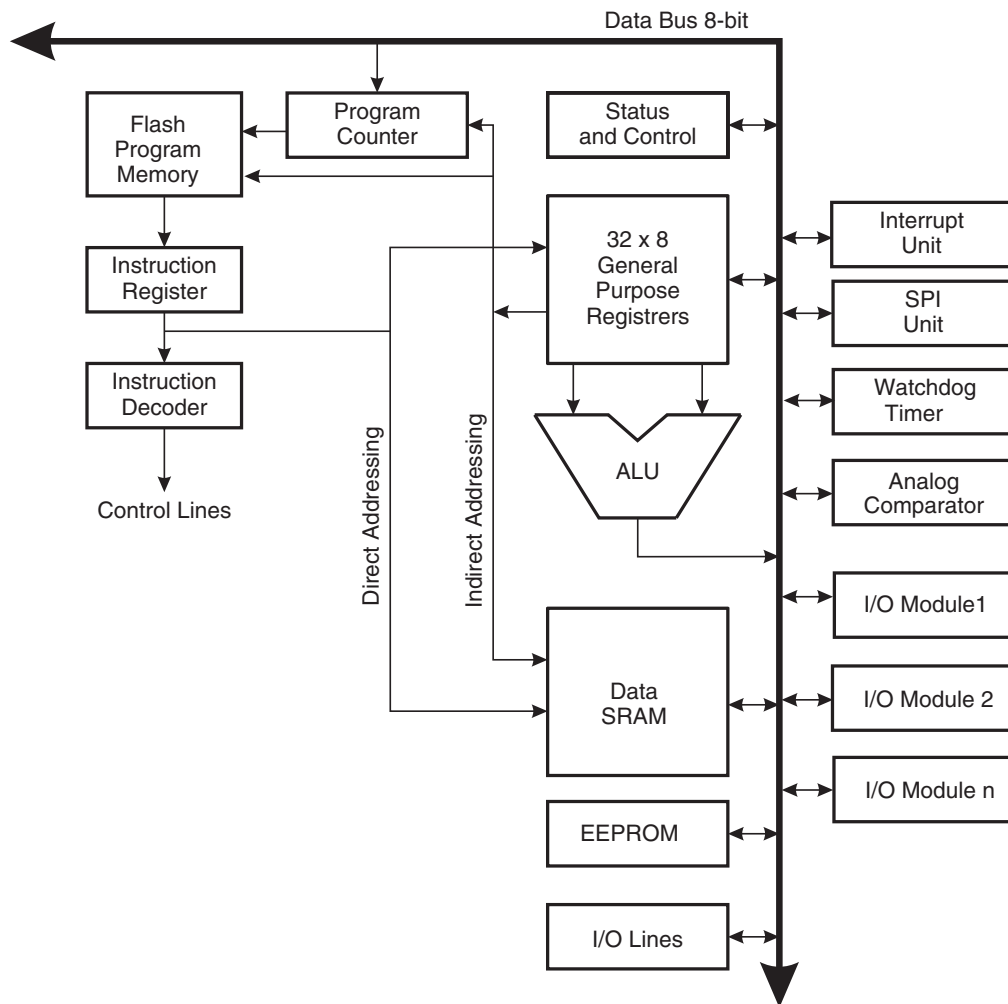 Data Bus 8-bit
Flash
Program
Memory
Program
Counter
Status
and Control
32 x 8
General
Purpose
Registrers
Interrupt
Unit
Instruction
Register
SPI
Unit
Instruction
Decoder
Watchdog
Timer
Control Lines
Direct Addressing
Indirect Addressing
ALU
Analog
Comparator
I/O Module1
Data
SRAM
I/O Module 2
I/O Module n
EEPROM
I/O Lines